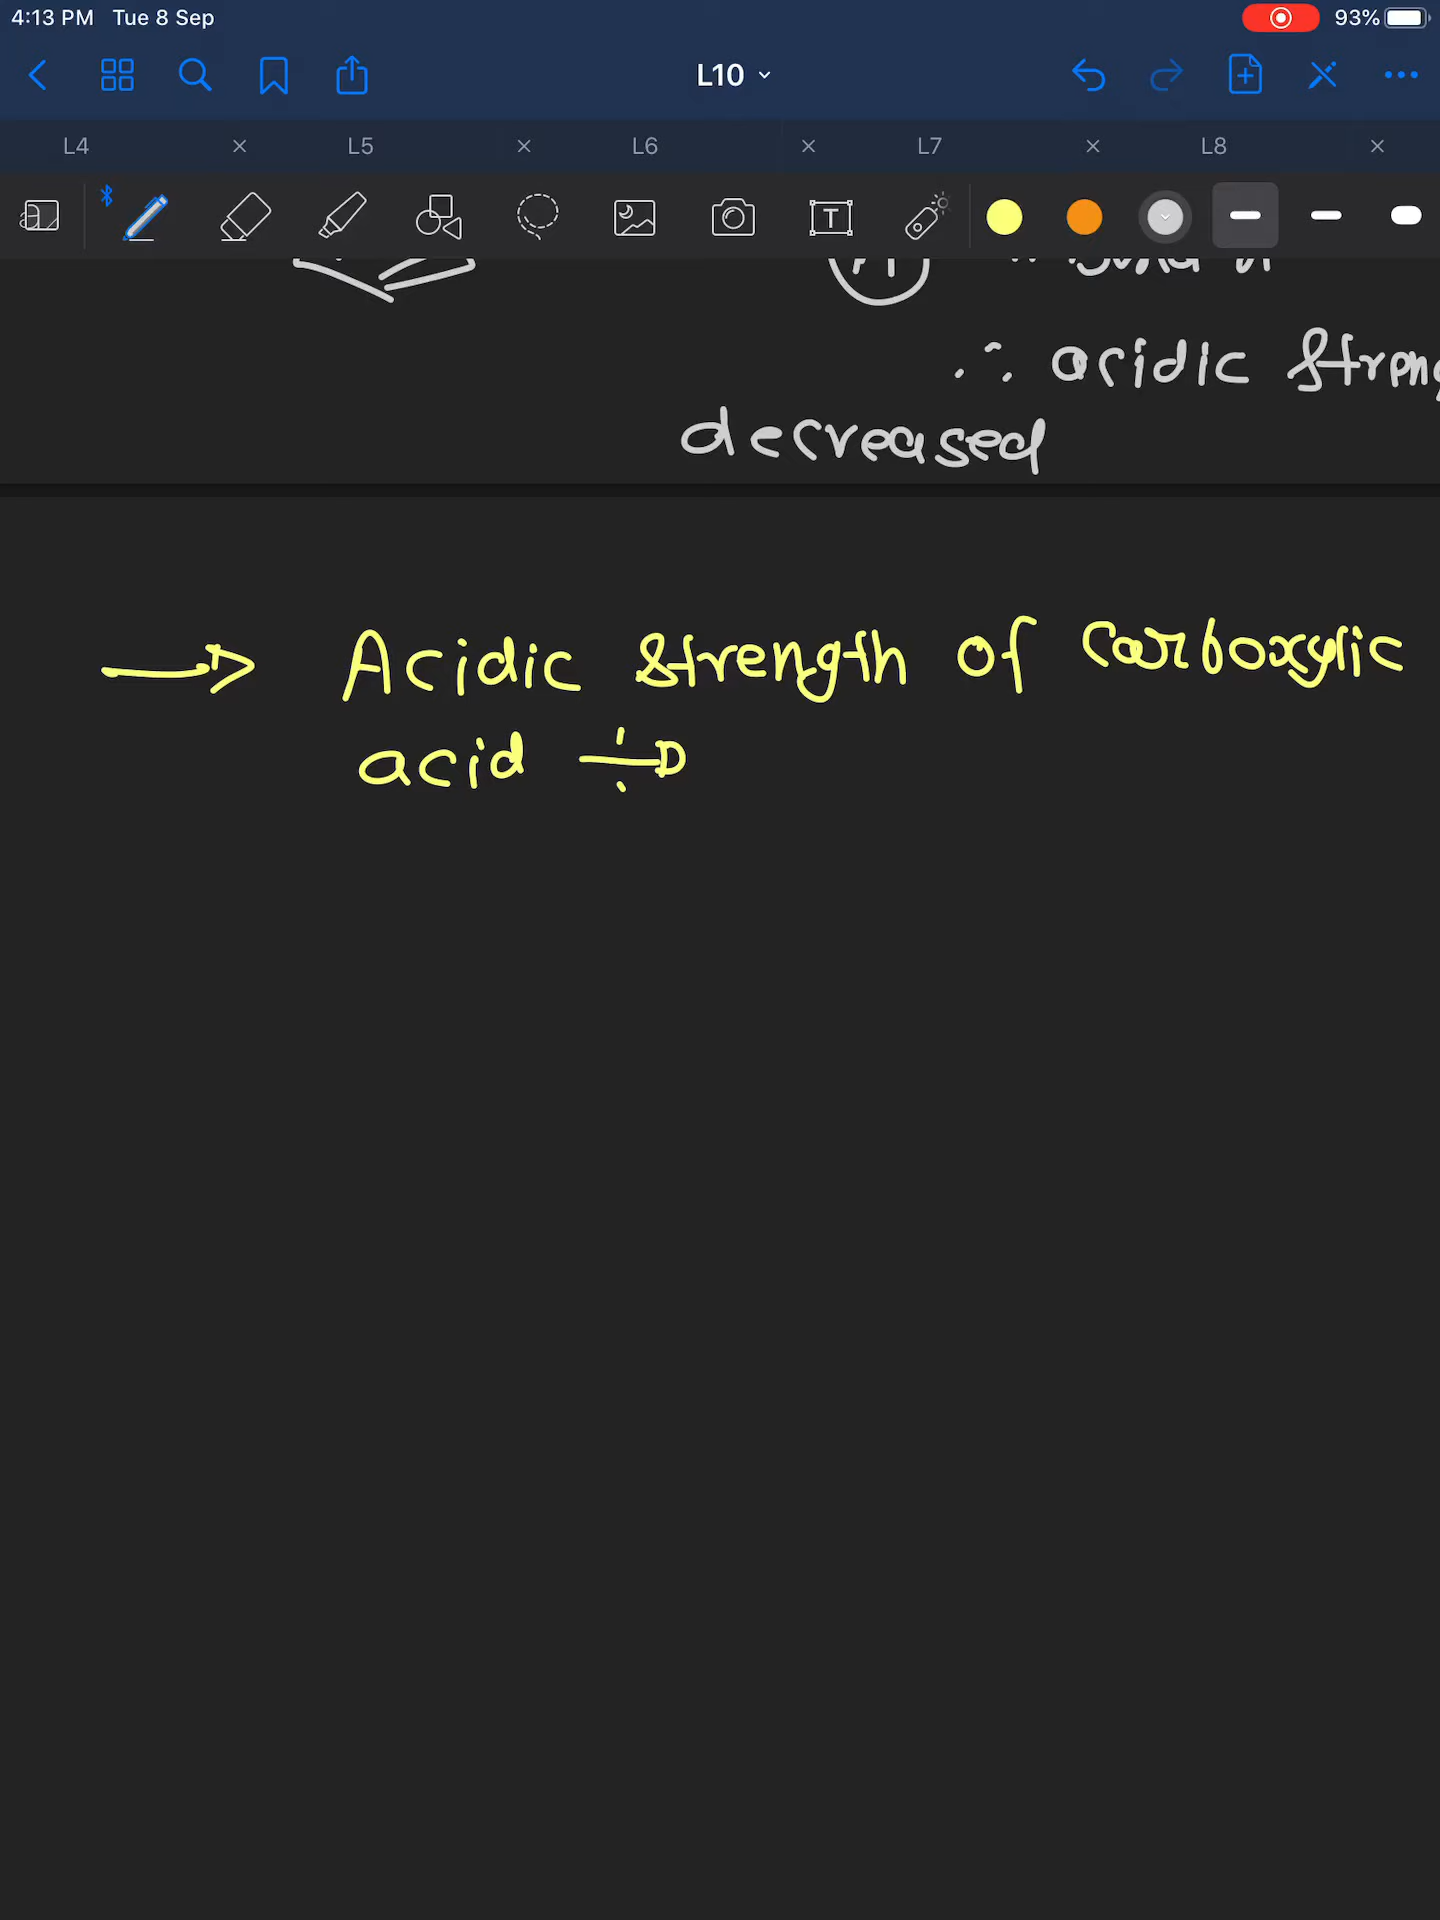 4:13 PM Tue 8 Sep 93%
L10
L4 L5 L6 L7 L8
T
∴ acidic
decreased
→ Acidic Strength of Carboxylic
acid ÷